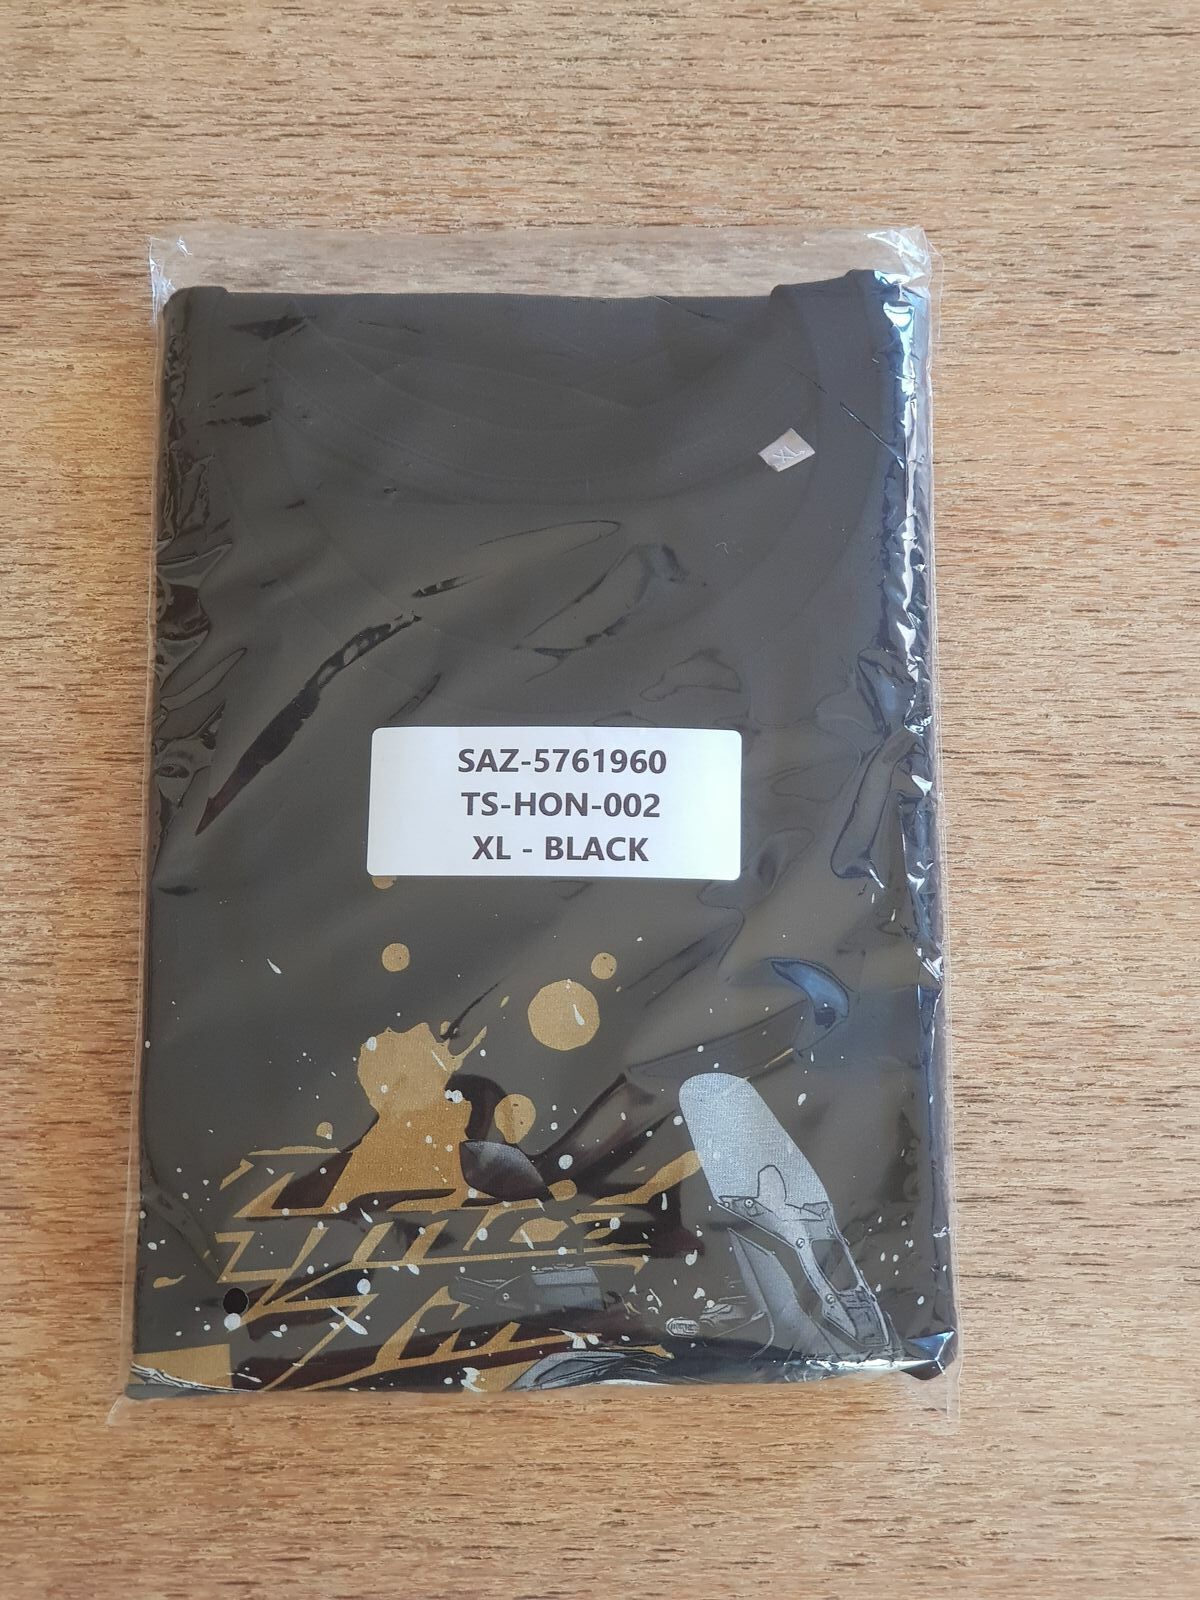 XL
SAZ-5761960
TS-HON-002
XL - BLACK